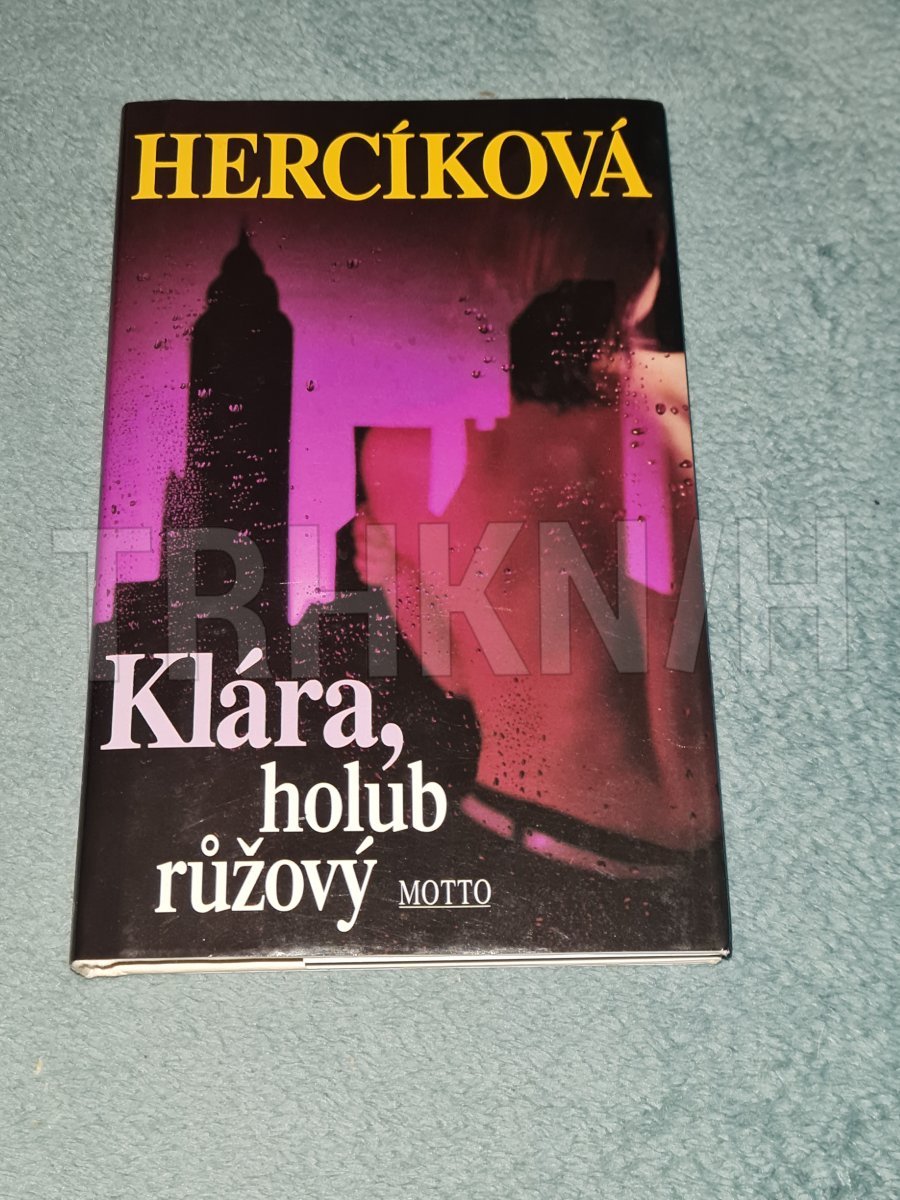 HERCÍKOVÁ
TRHKNIH
Klára,
holub
růžový MOTTO